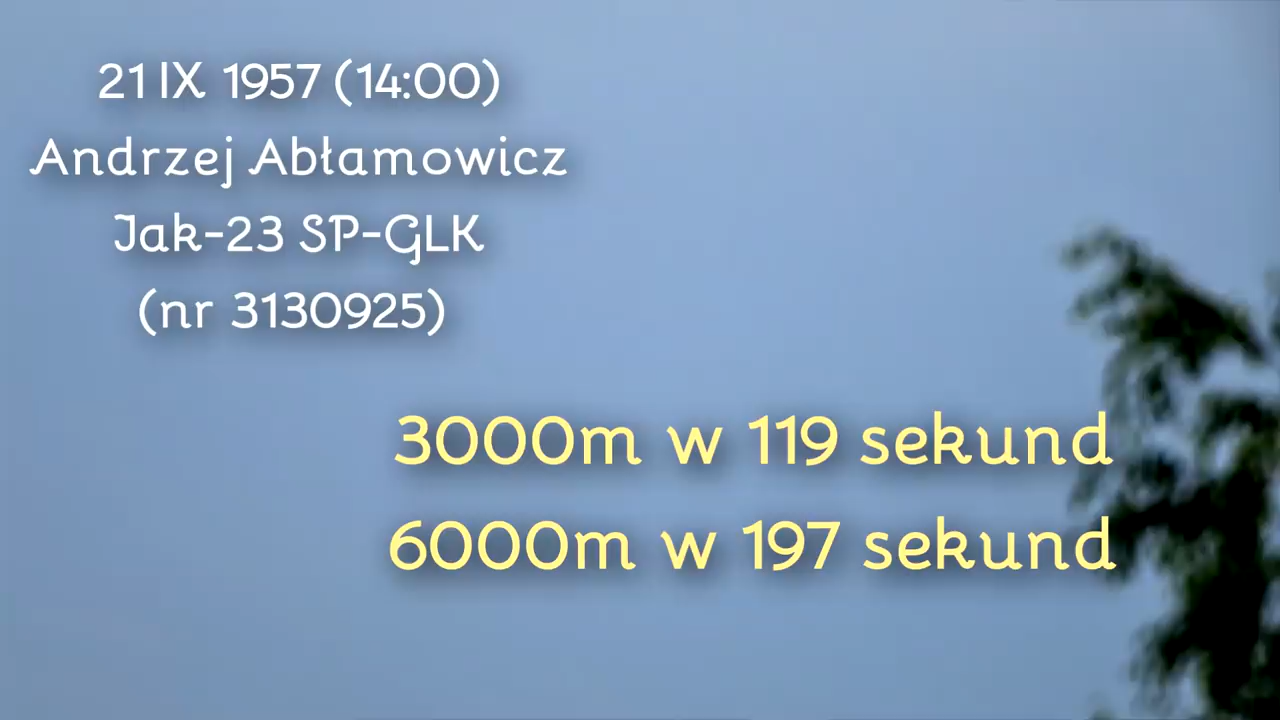 21 IX 1957 (14:00)
Andrzej Abłamowicz
Jak-23 SP-GLK
(nr 3130925)
3000m w 119 sekund
6000m w 197 sekund